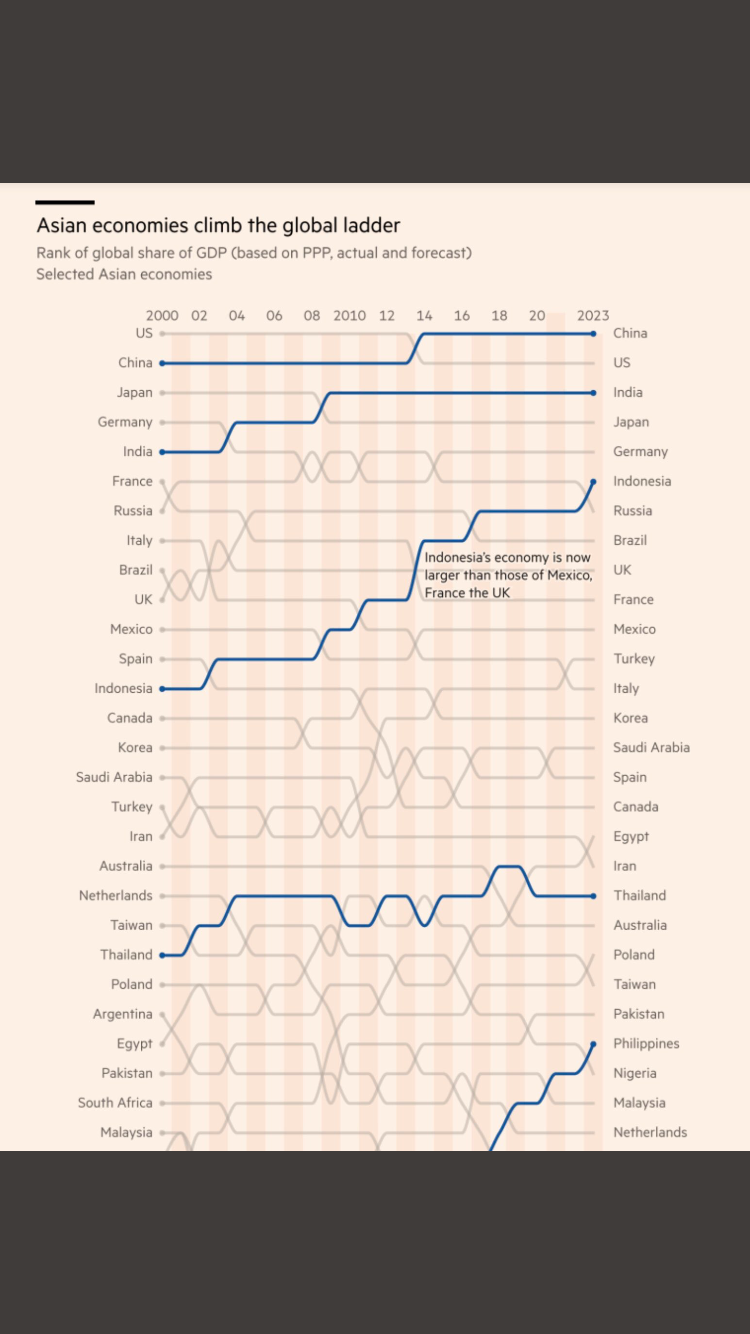 Asian economies climb the global ladder
Rank of global share of GDP (based on PPP, actual and forecast)
Selected Asian economies
2000 02 04 06 08 2010 12 14 16 18 20 2023
US China
China US
Japan India
Germany Japan
India Germany
France Indonesia
Russia Russia
Italy Brazil
Indonesia's economy is now
larger than those of Mexico,
France the UK
Brazil UK
UK France
Mexico Mexico
Spain Turkey
Indonesia Italy
Canada Korea
Korea Saudi Arabia
Saudi Arabia Spain
Turkey Canada
Iran Egypt
Australia Iran
Netherlands Thailand
Taiwan Australia
Thailand Poland
Poland Taiwan
Argentina Pakistan
Egypt Philippines
Pakistan Nigeria
South Africa Malaysia
Malaysia Netherlands